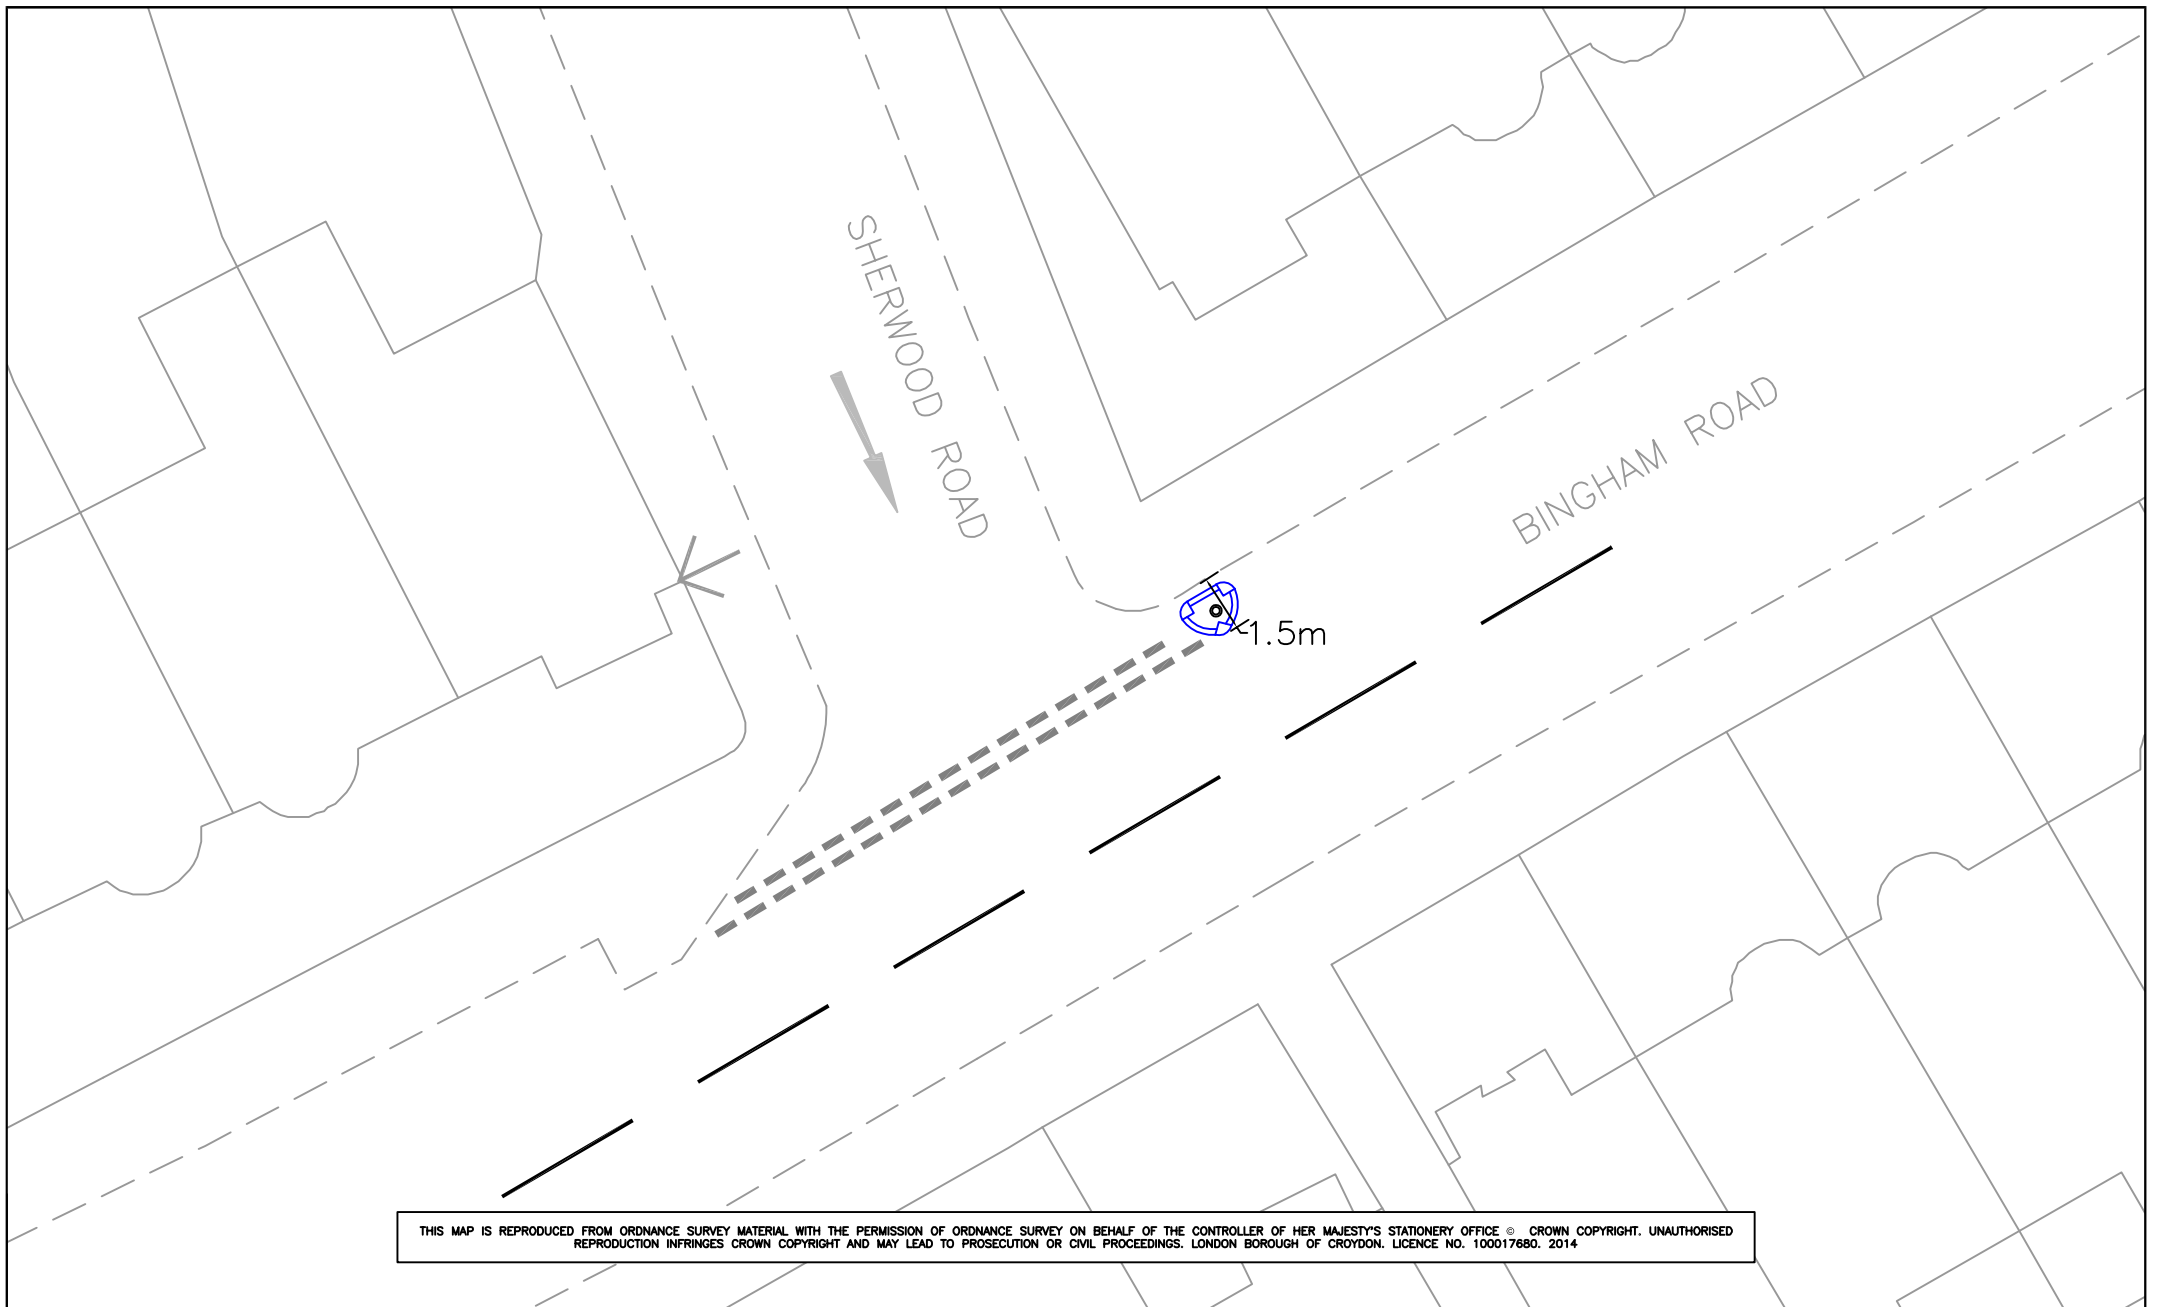 SHERWOOD ROAD
BINGHAM ROAD
1.5m
THIS MAP IS REPRODUCED FROM ORDNANCE SURVEY MATERIAL WITH THE PERMISSION OF ORDNANCE SURVEY ON BEHALF OF THE CONTROLLER OF HER MAJESTY'S STATIONERY OFFICE © CROWN COPYRIGHT. UNAUTHORISED
REPRODUCTION INFRINGES CROWN COPYRIGHT AND MAY LEAD TO PROSECUTION OR CIVIL PROCEEDINGS. LONDON BOROUGH OF CROYDON. LICENCE NO. 100017680. 2014